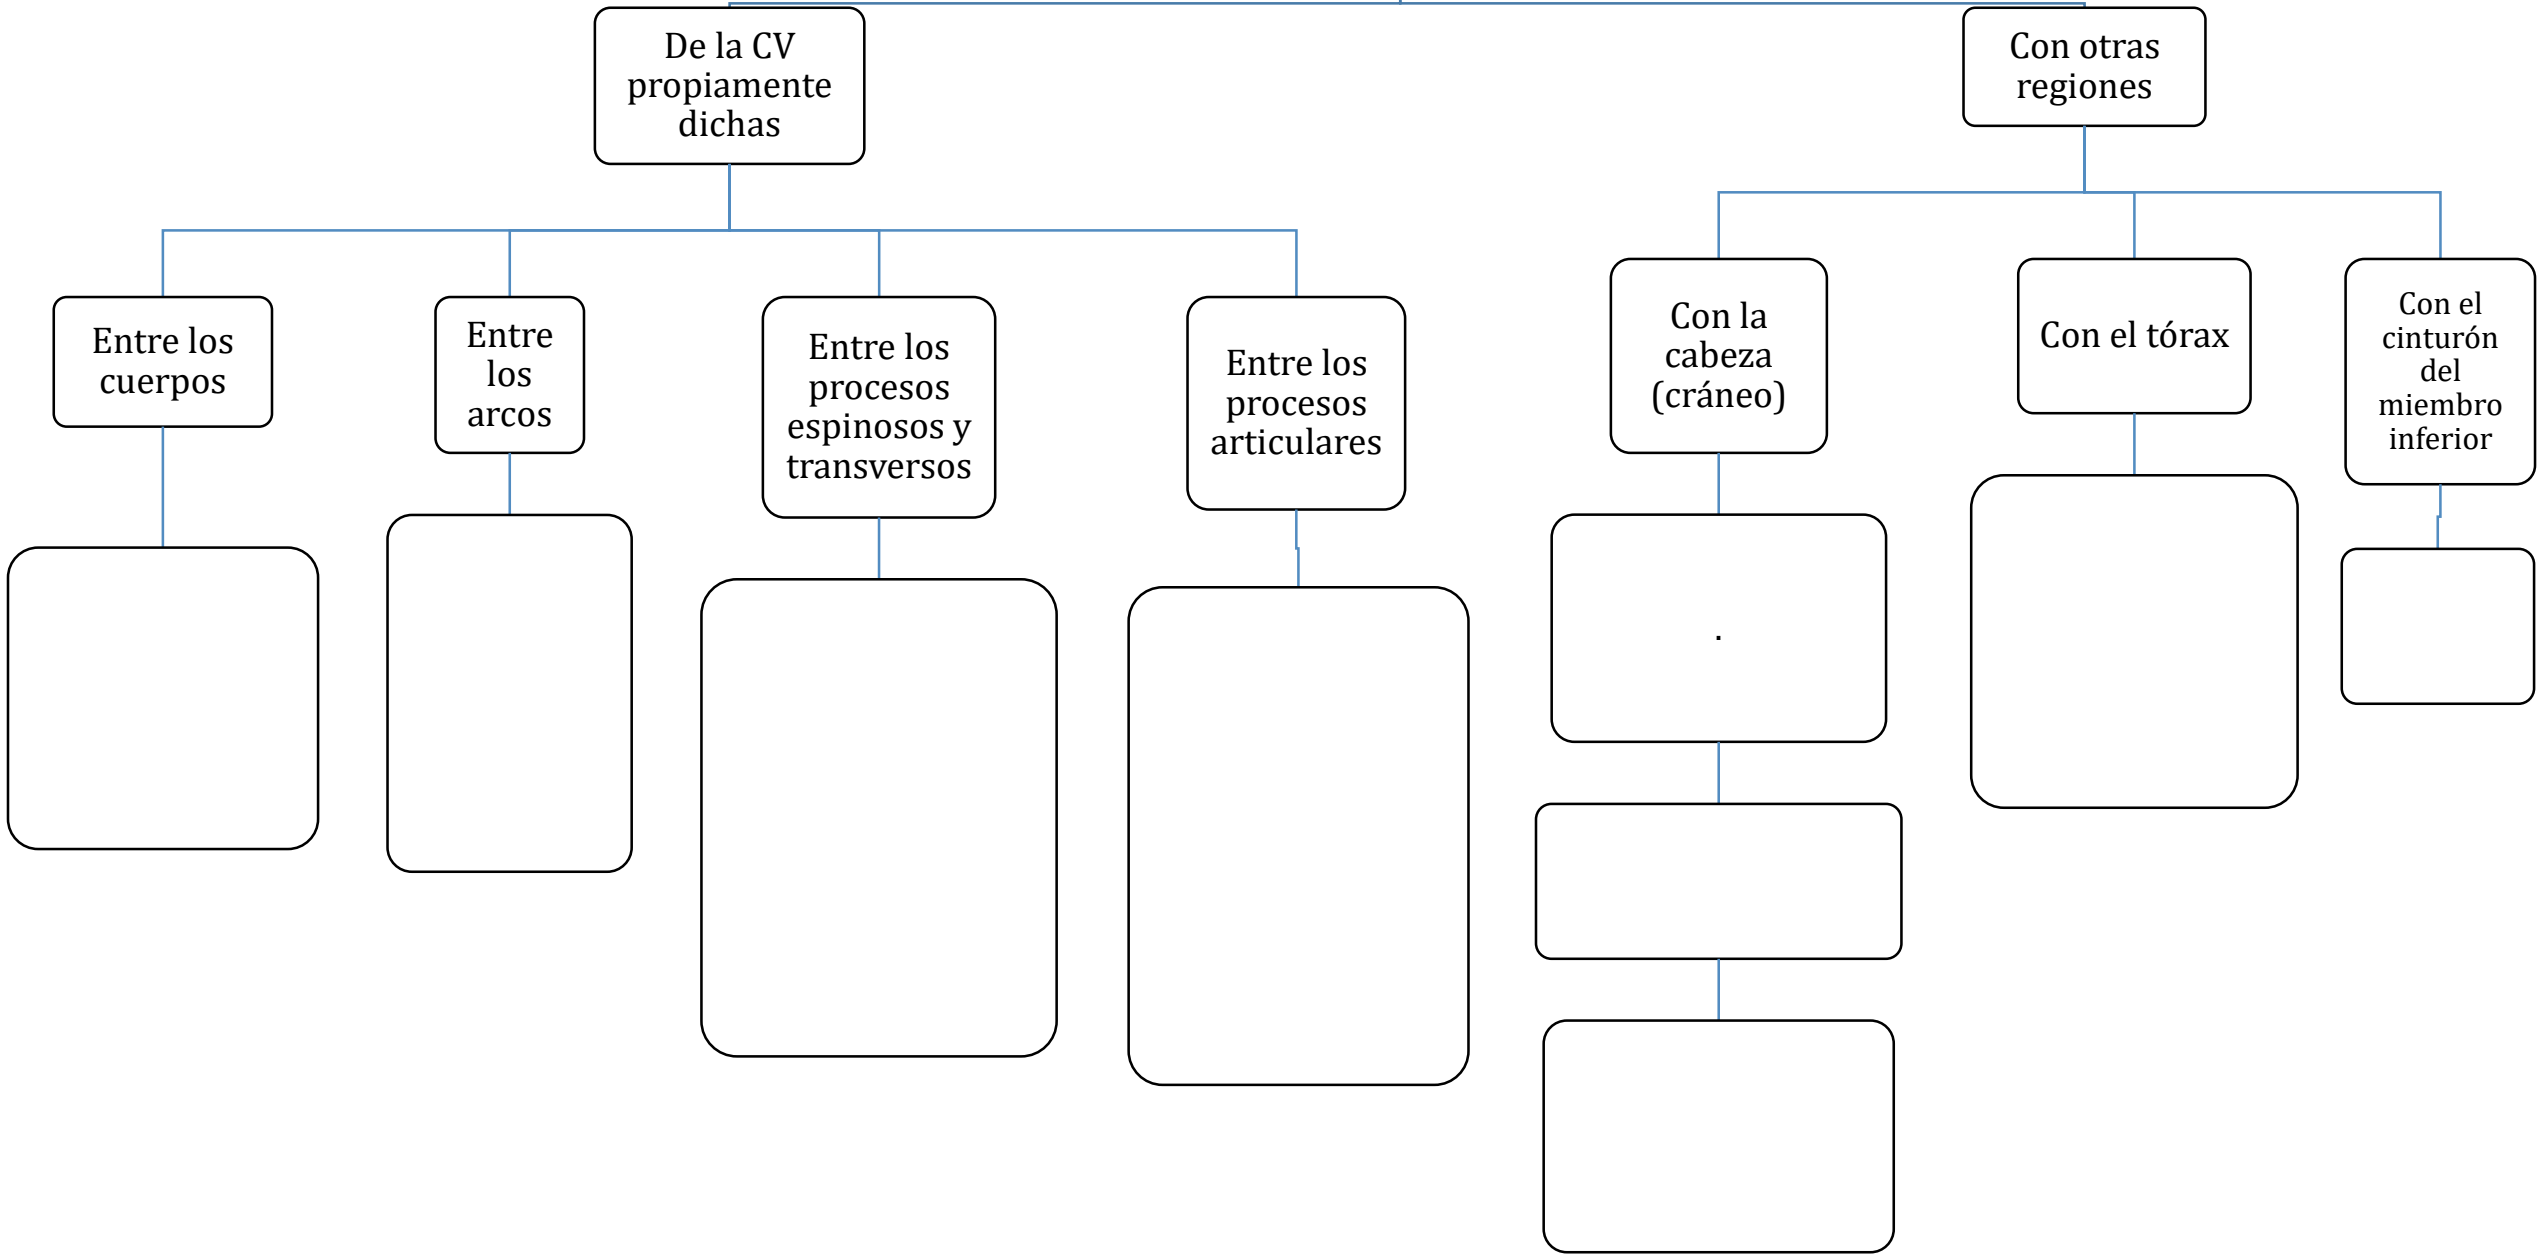 De la CV
propiamente
dichas
Con otras
regiones
Entre los
cuerpos
Entre
los
arcos
Entre los
procesos
espinosos y
transversos
Entre los
procesos
articulares
Con la
cabeza
(cráneo)
Con el tórax
Con el
cinturón
del
miembro
inferior
.